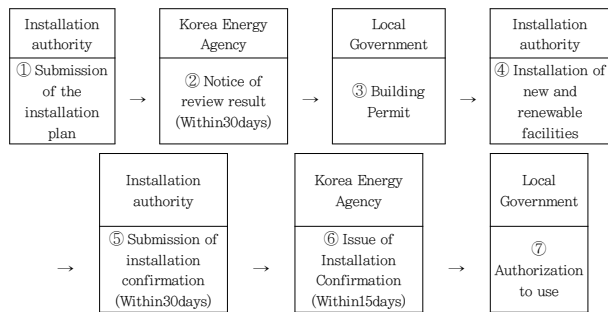 Installation
authority
① Submission
of the
installation
plan
→
Korea Energy
Agency
② Notice of
review result
(Within30days)
→
Local
Government
③ Building
Permit
→
Installation
authority
④ Installation of
new and
renewable
facilities
→
Installation
authority
⑤ Submission of
installation
confirmation
(Within30days)
→
Korea Energy
Agency
⑥ Issue of
Installation
Confirmation
(Within15days)
→
Local
Government
⑦
Authorization
to use